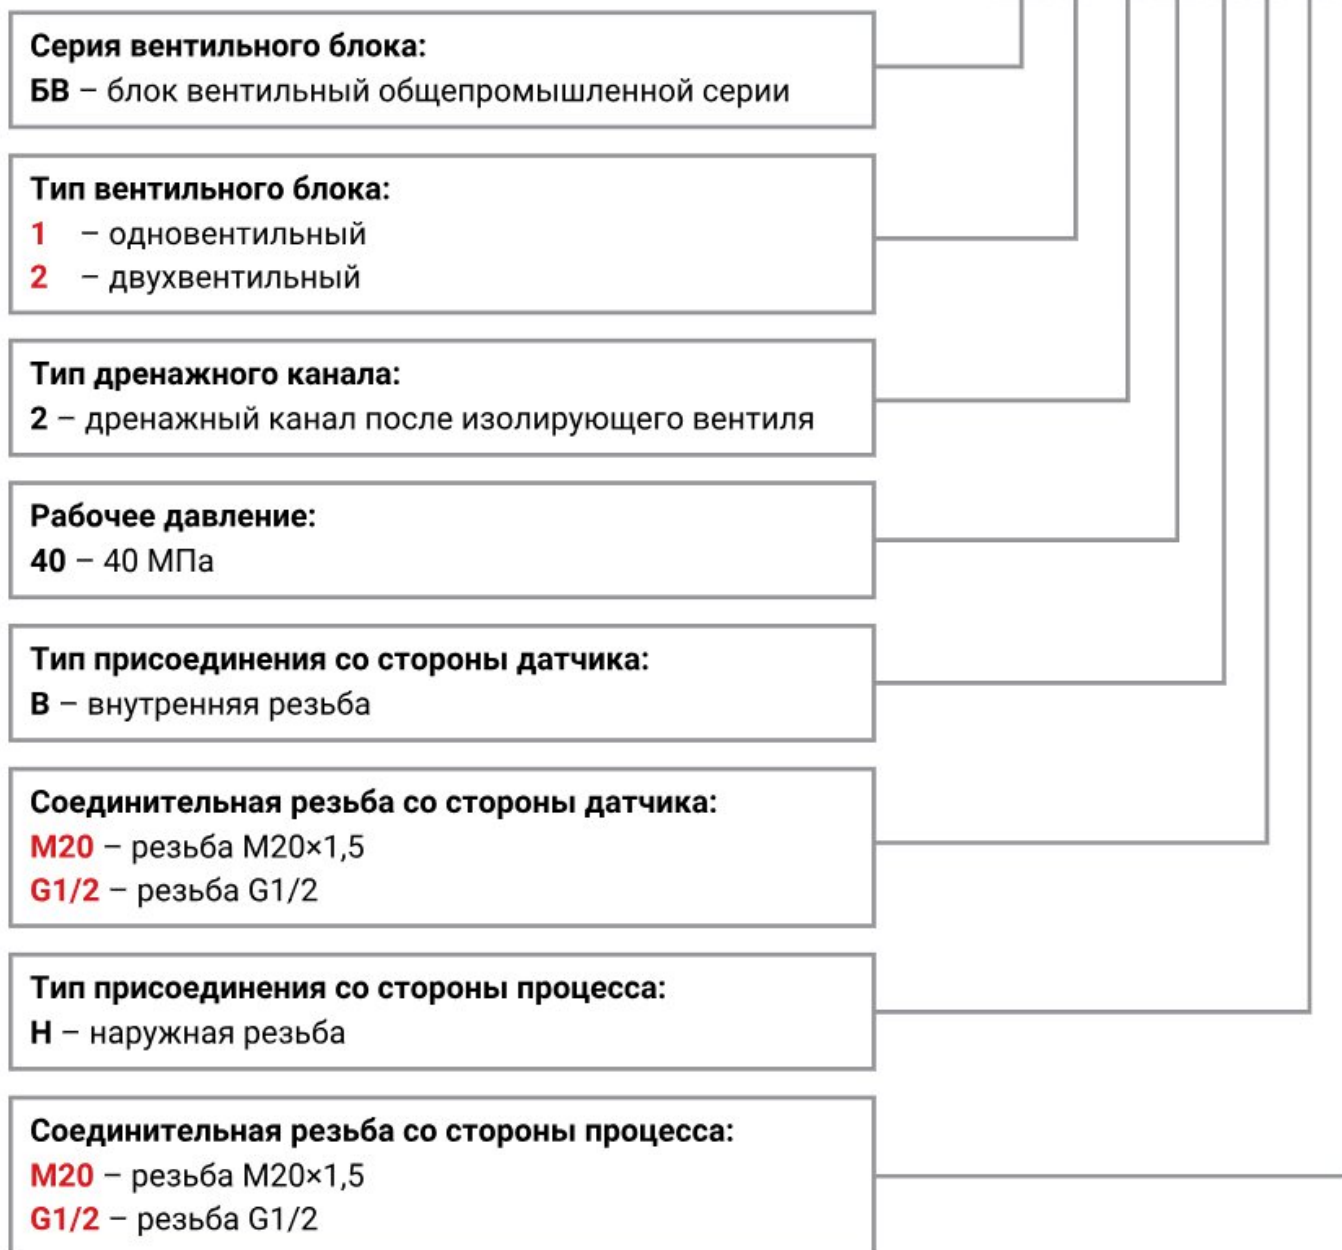 Серия вентильного блока:
БВ – блок вентильный общепромышленной серии
Тип вентильного блока:
1 – одновентильный
2 – двухвентильный
Тип дренажного канала:
2 – дренажный канал после изолирующего вентиля
Рабочее давление:
40 – 40 МПа
Тип присоединения со стороны датчика:
В – внутренняя резьба
Соединительная резьба со стороны датчика:
М20 – резьба М20×1,5
G1/2 – резьба G1/2
Тип присоединения со стороны процесса:
Н – наружная резьба
Соединительная резьба со стороны процесса:
М20 – резьба М20×1,5
G1/2 – резьба G1/2